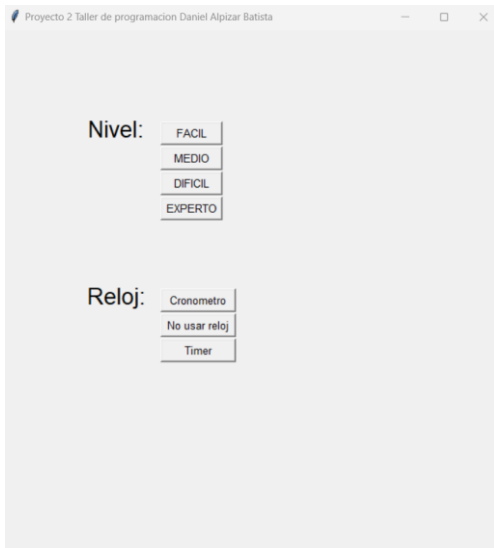 Proyecto 2 Taller de programacion Daniel Alpizar Batista
Nivel: FACIL
MEDIO
DIFICIL
EXPERTO
Reloj: Cronometro
No usar reloj
Timer